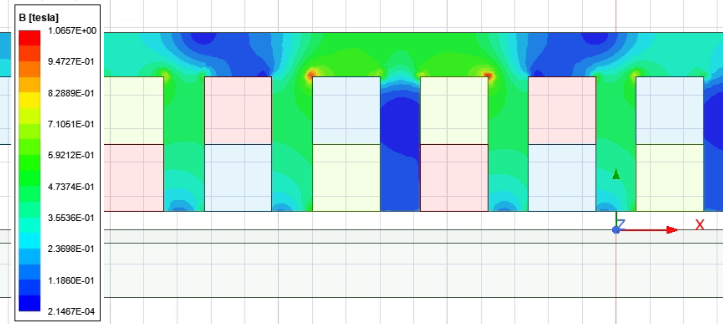 B [tesla]
1.0657E+00
9.4727E-01
8.2889E-01
7.1051E-01
5.9212E-01
4.7374E-01
3.5536E-01
2.3698E-01
1.1860E-01
2.1467E-04
Z
X